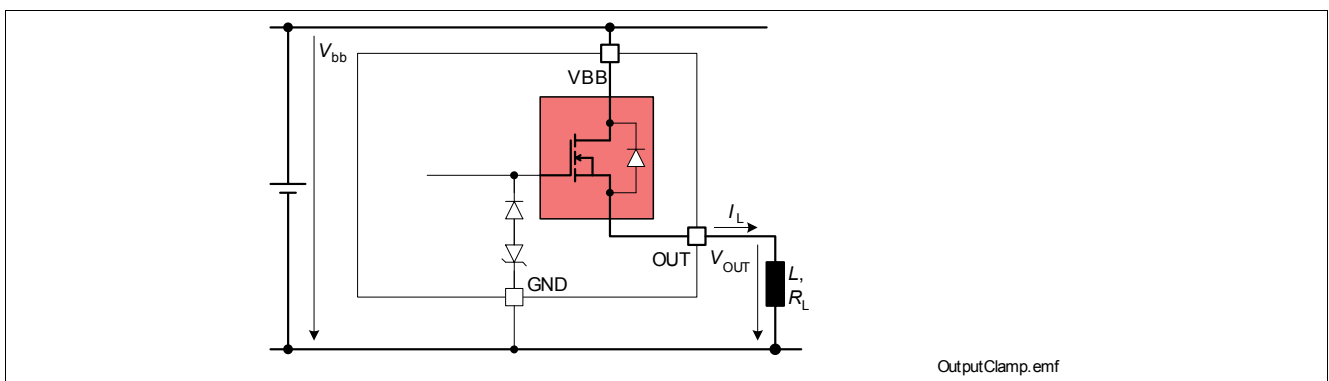 Vbb
VBB
IL
OUT
VOUT
L,
RL
GND
OutputClamp.emf